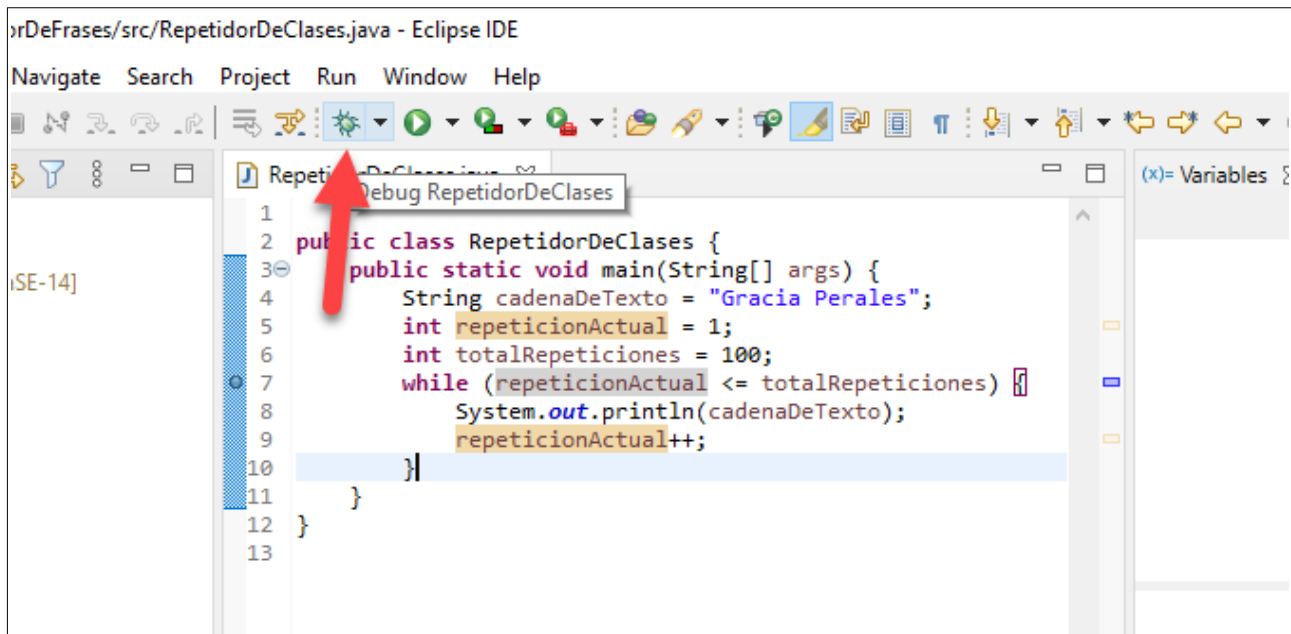 orDeFrases/src/RepetidorDeClases.java - Eclipse IDE
Navigate Search Project Run Window Help
RepetidorDeClases.java
(x)= Variables
Debug RepetidorDeClases
SE-14]
1
2 public class RepetidorDeClases {
3 public static void main(String[] args) {
4 String cadenaDeTexto = "Gracia Perales";
5 int repeticionActual = 1;
6 int totalRepeticiones = 100;
7 while (repeticionActual <= totalRepeticiones) {
8 System.out.println(cadenaDeTexto);
9 repeticionActual++;
10 }
11 }
12 }
13